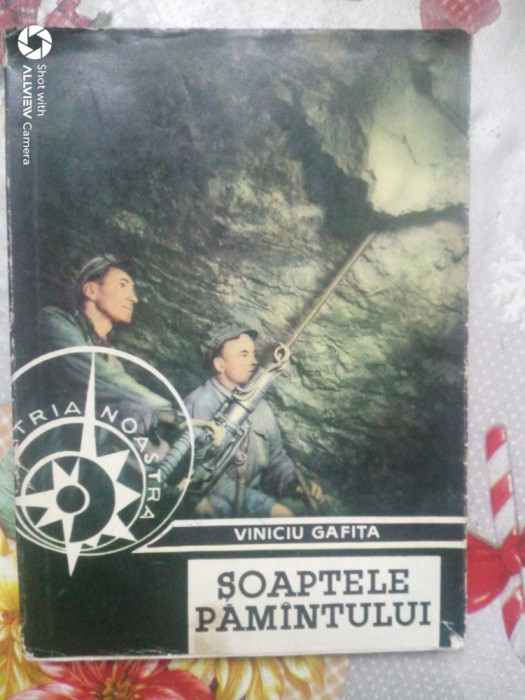 Shot with
ALLVIEW Camera
TRIA NOASTRA
VINICIU GAFIȚA
ȘOAPTELE
PĂMÎNTULUI